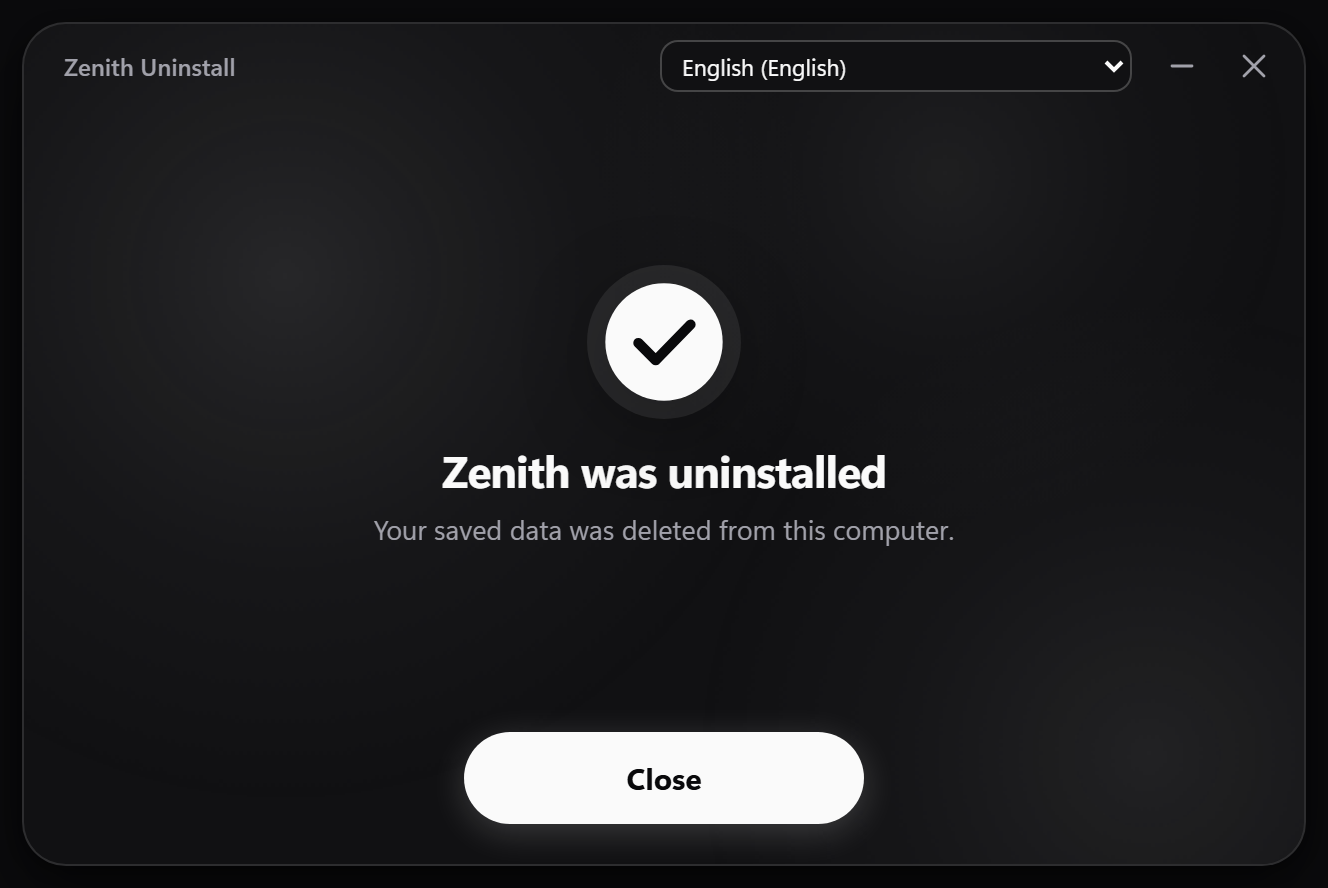 Zenith Uninstall
English (English)
Zenith was uninstalled
Your saved data was deleted from this computer.
Close